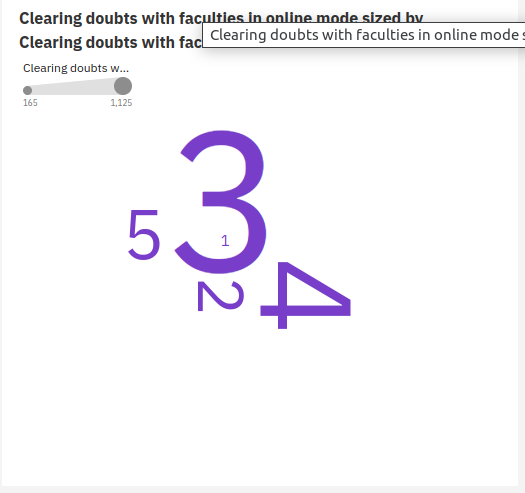 Clearing doubts with faculties in online mode sized by
Clearing doubts with fac
Clearing doubts with faculties in online mode s
Clearing doubts w...
165 1,125
3
5
1
2
4